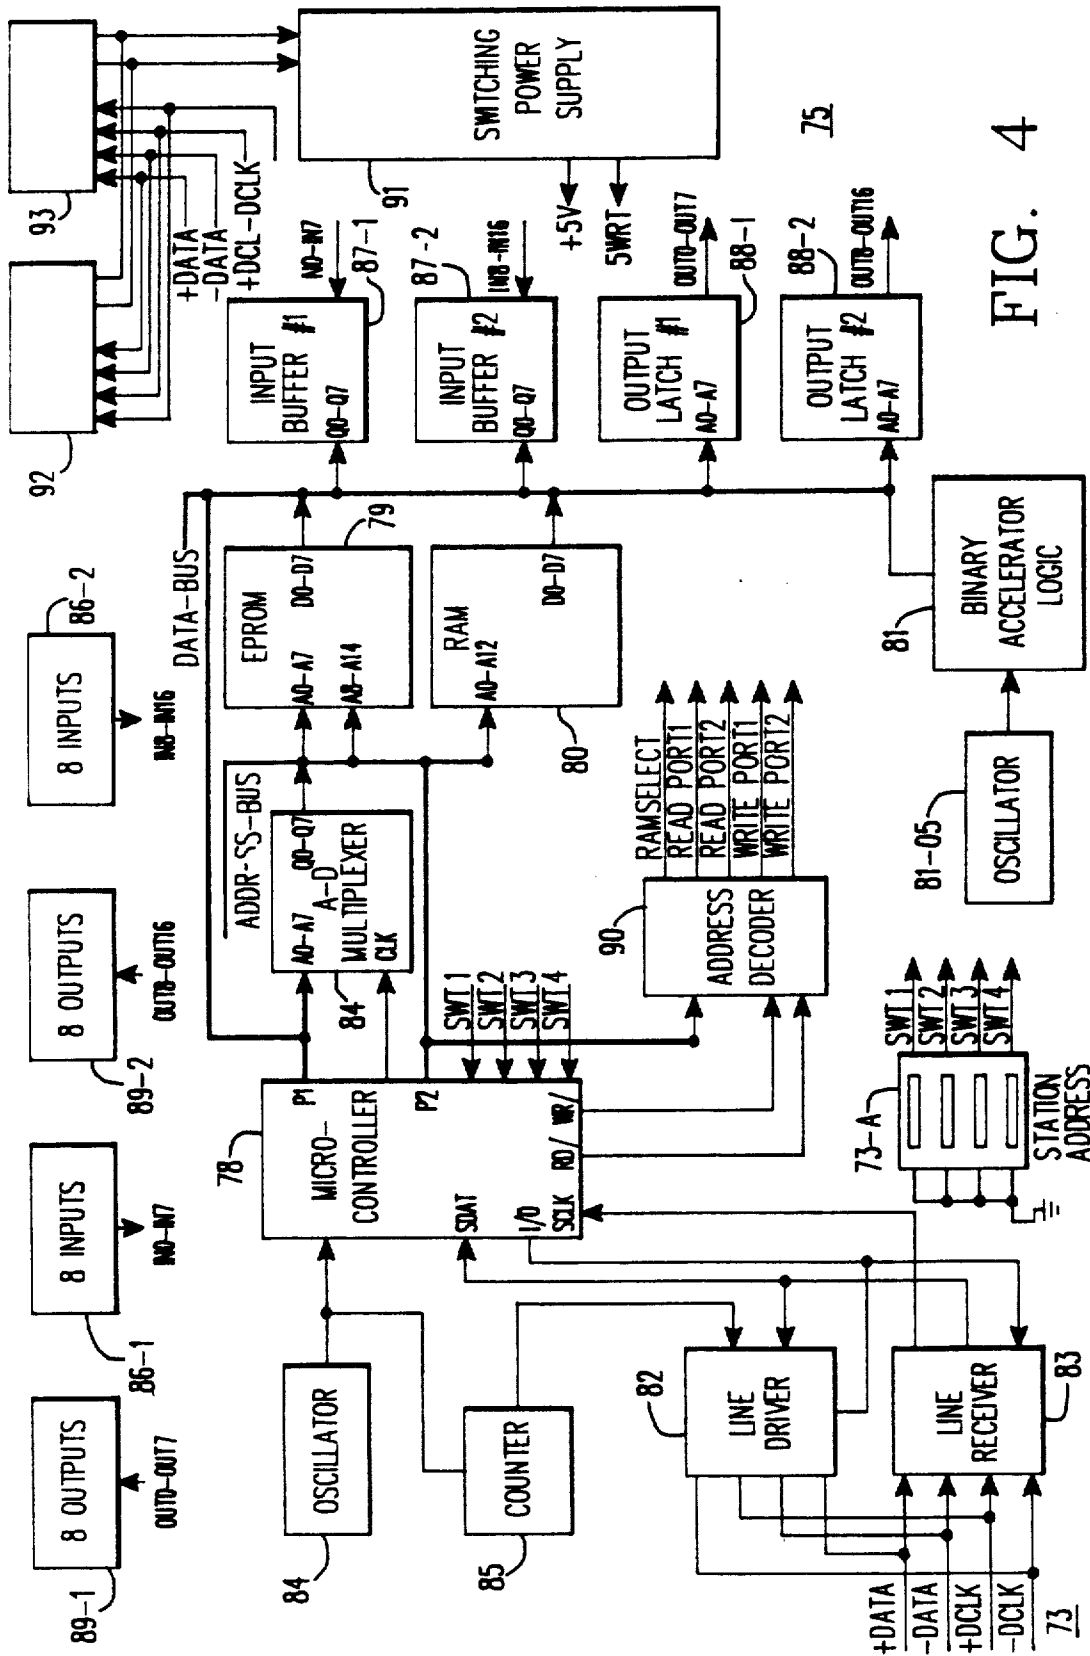 89-1
8 OUTPUTS
OUT0-OUT7
86-1
8 INPUTS
IN0-IN7
89-2
8 OUTPUTS
OUT8-OUT16
86-2
8 INPUTS
IN8-IN16
92
93
+DATA
-DATA
+DCL-DCLK
SWITCHING
POWER
SUPPLY
91
+5V
5WRT
84
OSCILLATOR
85
COUNTER
78
MICRO-
CONTROLLER
P1
P2
SDAT
I/O
SCLK
RD/
WR/
SWT1
SWT2
SWT3
SWT4
ADDR-SS-BUS
A0-A7
Q0-Q7
A-D
MULTIPLEXER
CLK
84
DATA-BUS
EPROM
A0-A7
A8-A14
D0-D7
79
RAM
A0-A12
D0-D7
80
INPUT
BUFFER #1
Q0-Q7
N0-IN7
87-1
INPUT
BUFFER #2
Q0-Q7
IN8-IN16
87-2
OUTPUT
LATCH #1
A0-A7
OUT0-OUT7
88-1
OUTPUT
LATCH #2
A0-A7
OUT8-OUT16
88-2
90
ADDRESS
DECODER
RAMSELECT
READ PORT1
READ PORT2
WRITE PORT1
WRITE PORT2
82
LINE
DRIVER
LINE
RECEIVER
83
+DATA
-DATA
+DCLK
-DCLK
73
73-A
SWT1
SWT2
SWT3
SWT4
STATION
ADDRESS
81-05
OSCILLATOR
81
BINARY
ACCELERATOR
LOGIC
75
FIG. 4